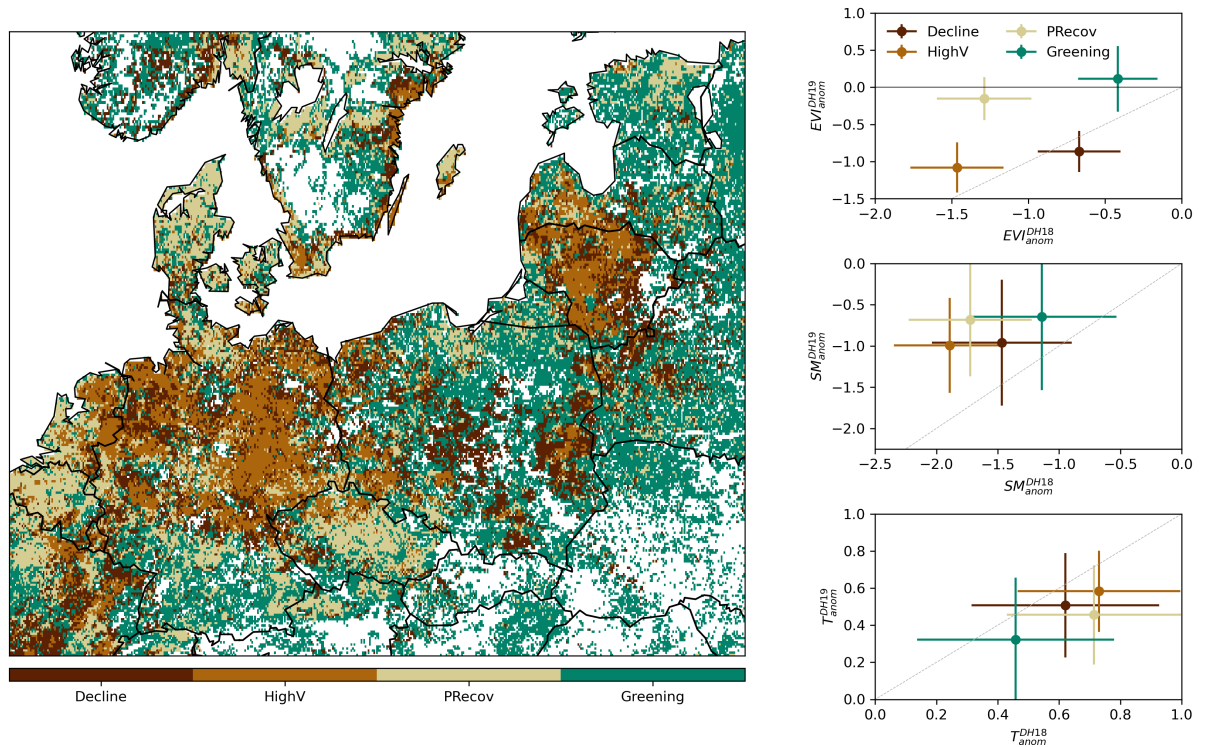 Decline HighV PRecov Greening
1.0
0.5
0.0
−0.5
−1.0
−1.5
EVI^{DH19}_{anom}
Decline PRecov
HighV Greening
−2.0 −1.5 −1.0 −0.5 0.0
EVI^{DH18}_{anom}
0.0
−0.5
−1.0
−1.5
−2.0
SM^{DH19}_{anom}
−2.5 −2.0 −1.5 −1.0 −0.5 0.0
SM^{DH18}_{anom}
1.0
0.8
0.6
0.4
0.2
0.0
T^{DH19}_{anom}
0.0 0.2 0.4 0.6 0.8 1.0
T^{DH18}_{anom}